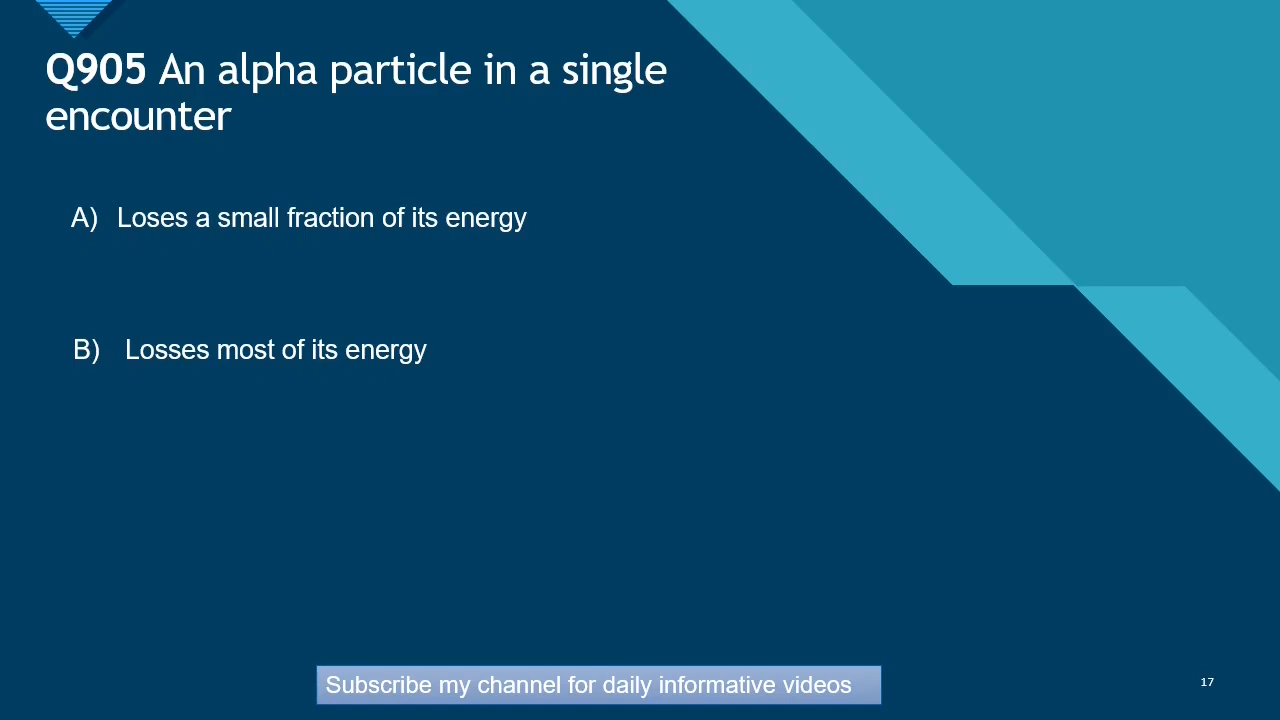 Q905 An alpha particle in a single
encounter
A) Loses a small fraction of its energy
B) Losses most of its energy
Subscribe my channel for daily informative videos
17